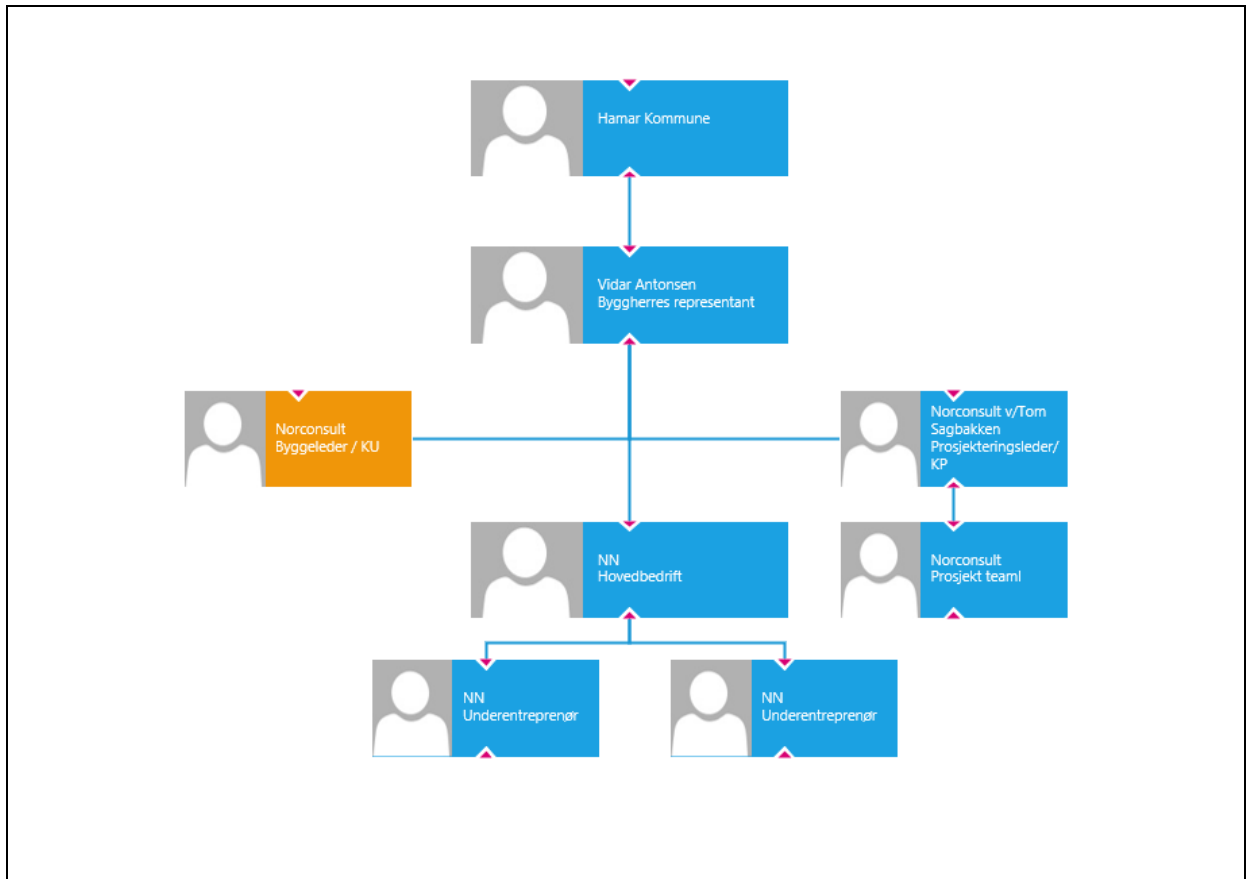 Hamar Kommune
Vidar Antonsen
Byggherres representant
Norconsult
Byggeleder / KU
Norconsult v/Tom
Sagbakken
Prosjekteringsleder/
KP
NN
Hovedbedrift
Norconsult
Prosjekt teaml
NN
Underentreprenør
NN
Underentreprenør